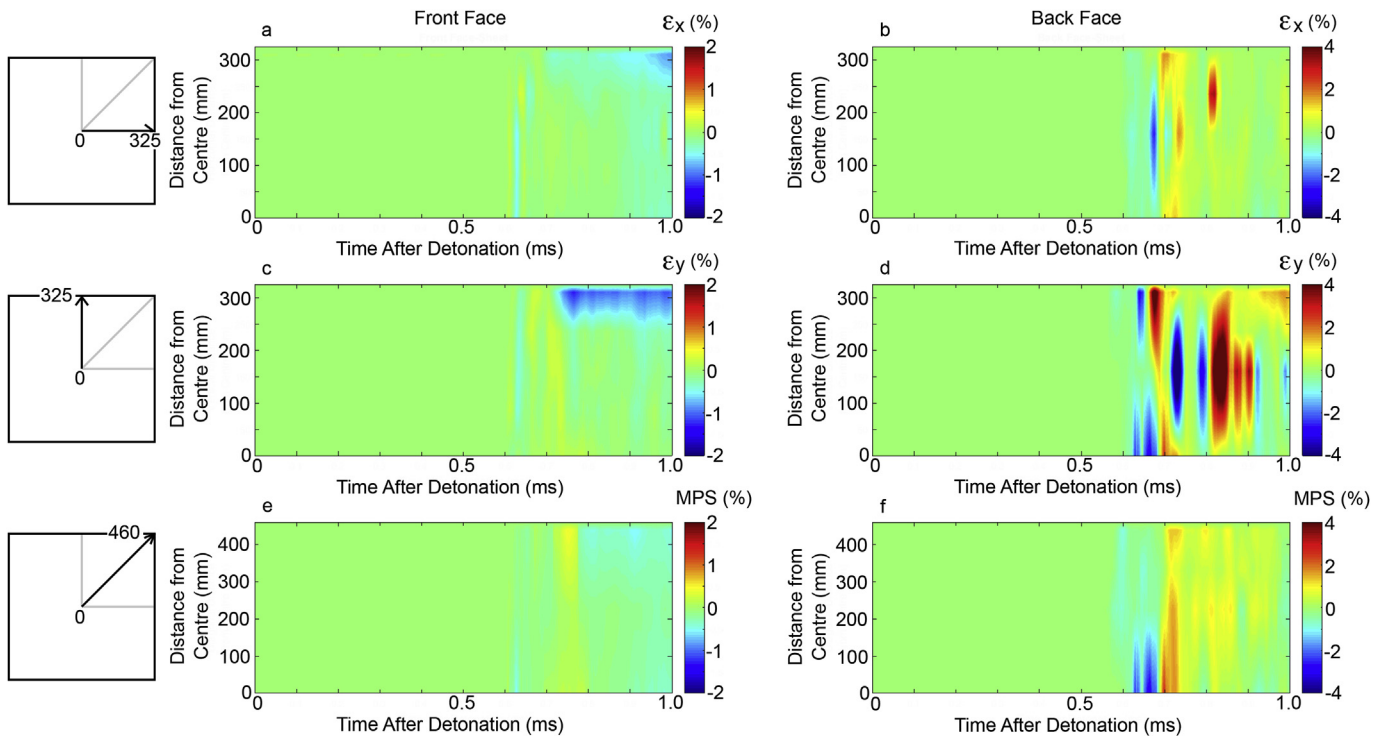 Front Face
Back Face
a
εx (%)
b
εx (%)
Distance from
Centre (mm)
300
200
100
0
2
1
0
-1
-2
Distance from
Centre (mm)
300
200
100
0
4
2
0
-2
-4
0
325
0
0.5
1.0
Time After Detonation (ms)
0
0.5
1.0
Time After Detonation (ms)
c
εy (%)
d
εy (%)
325
0
Distance from
Centre (mm)
300
200
100
0
2
1
0
-1
-2
Distance from
Centre (mm)
300
200
100
0
4
2
0
-2
-4
0
0.5
1.0
Time After Detonation (ms)
0
0.5
1.0
Time After Detonation (ms)
e
MPS (%)
f
MPS (%)
460
0
Distance from
Centre (mm)
400
300
200
100
0
2
1
0
-1
-2
Distance from
Centre (mm)
400
300
200
100
0
4
2
0
-2
-4
0
0.5
1.0
Time After Detonation (ms)
0
0.5
1.0
Time After Detonation (ms)